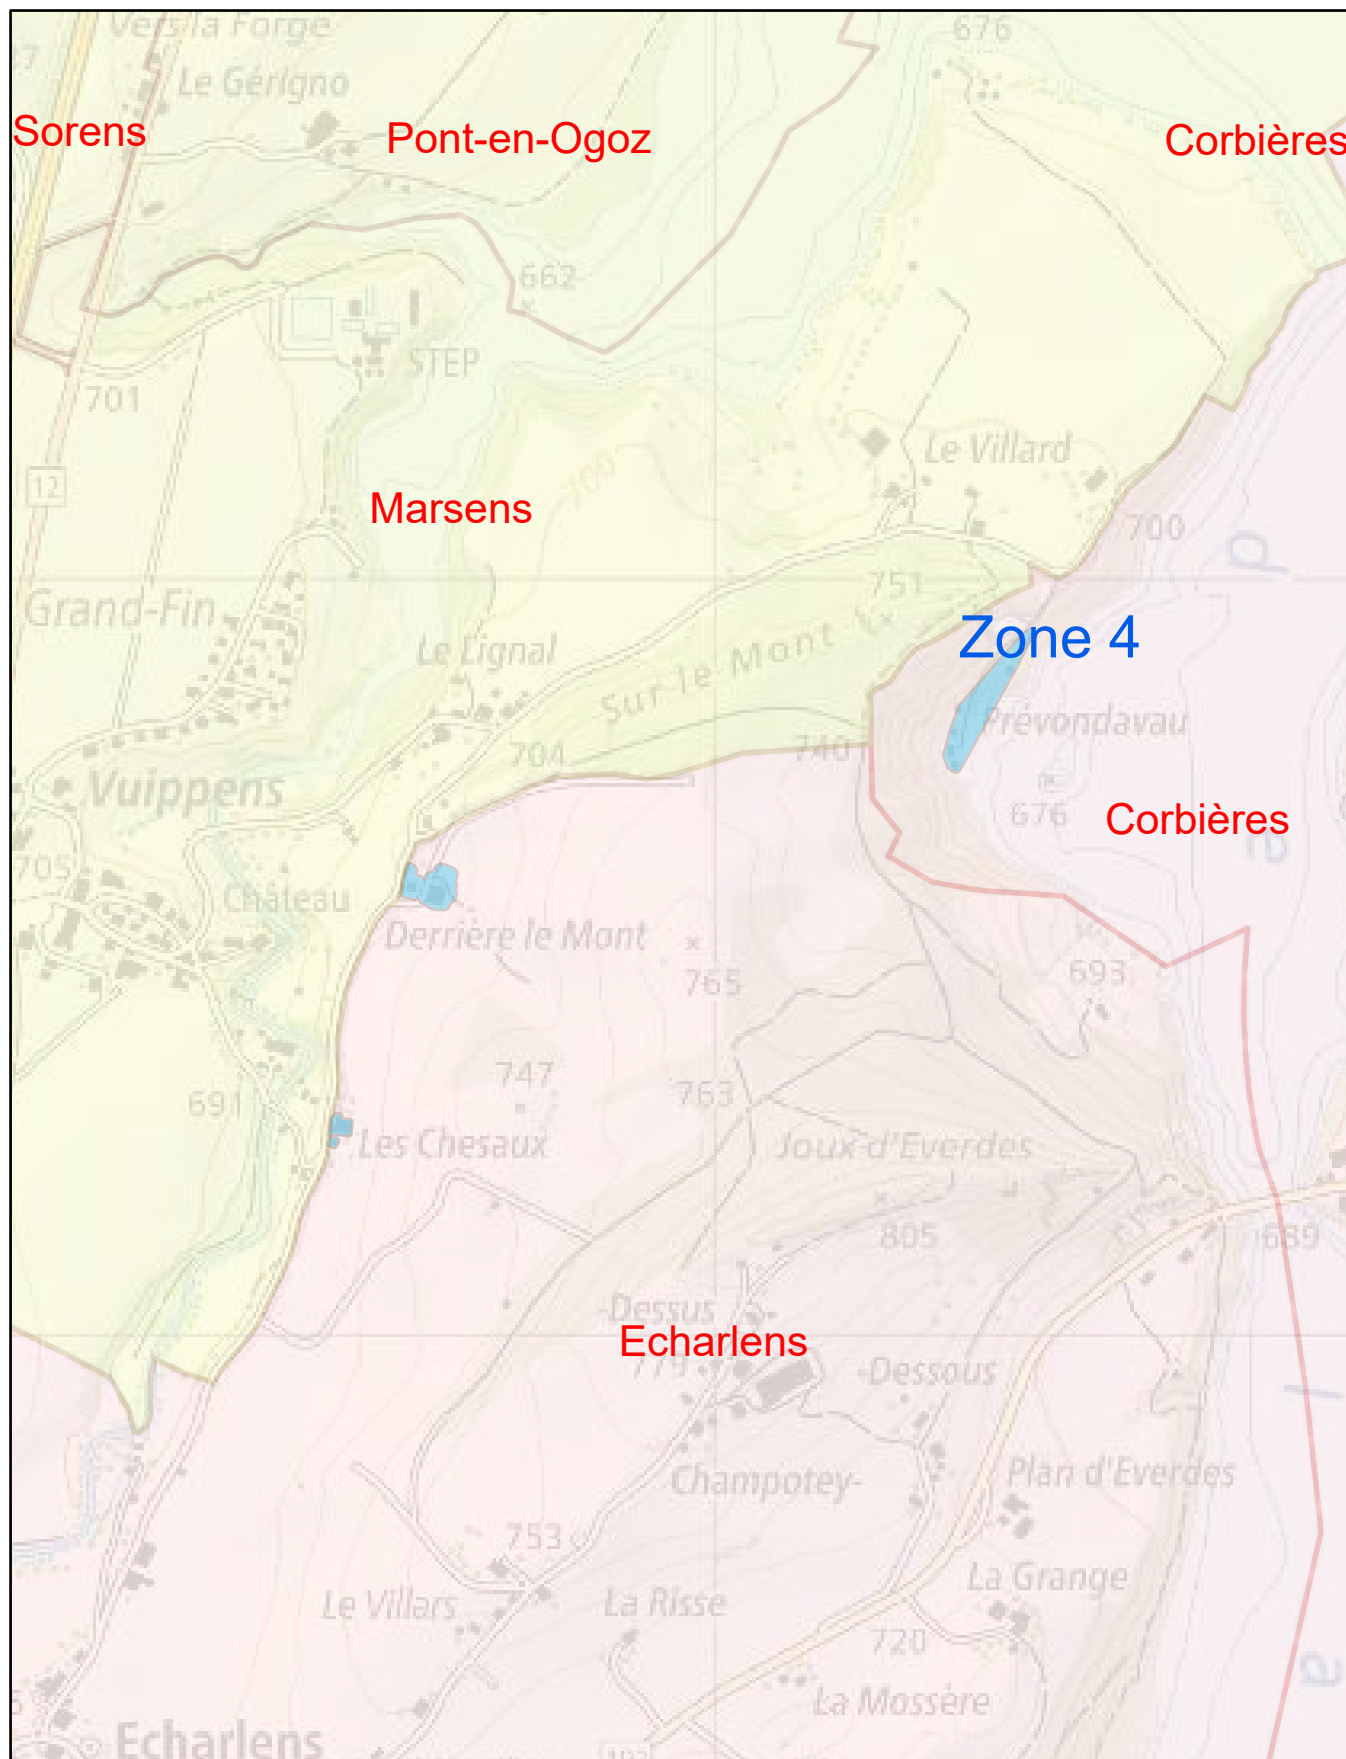 Vers la Forge
676
Le Gérigno
Sorens
Pont-en-Ogoz
Corbières
662
STEP
701
Le Villard
12
700
Marsens
700
751
Grand-Fin
Zone 4
Le Lignal
Sur le Mont
Prévondavau
704
740
Vuippens
676
Corbières
705
Château
Derrière le Mont
765
693
747
763
691
Les Chesaux
Joux-d'Everdes
805
689
-Dessus
Echarlens
779
-Dessous
Champotey-
Plan d'Everdes
753
La Grange
Le Villars
La Risse
720
La Mossère
Echarlens